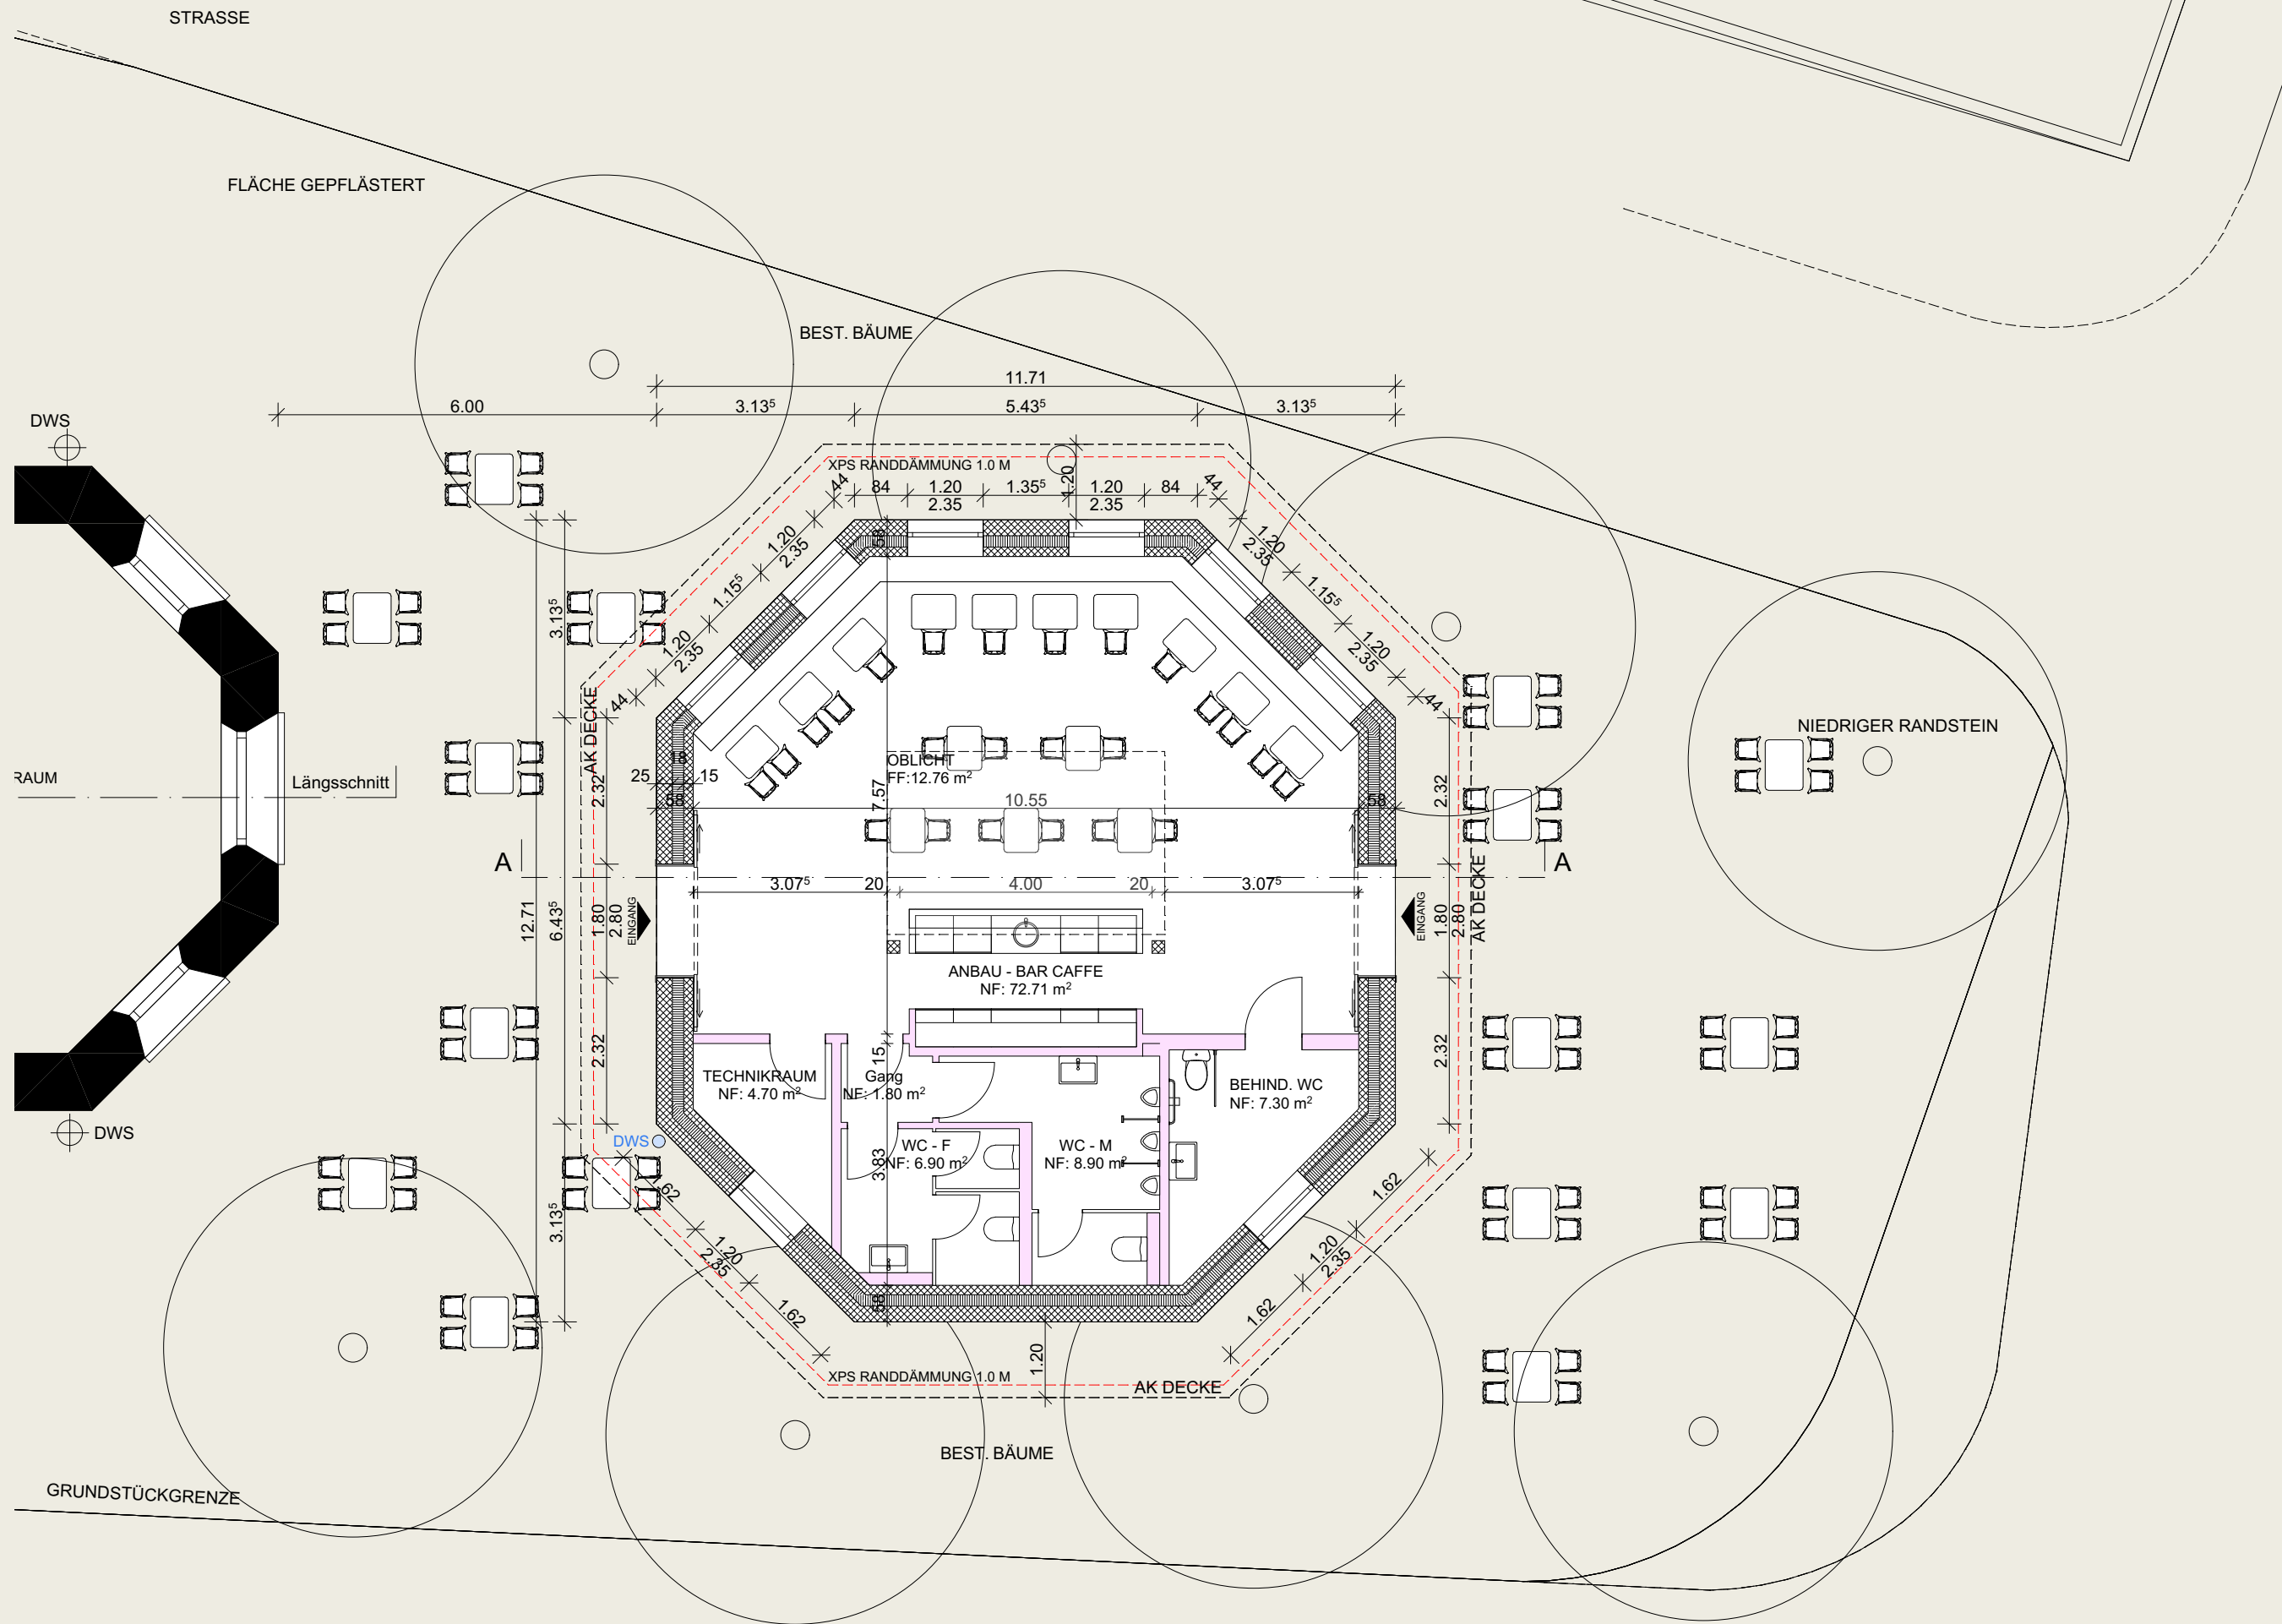 STRASSE
FLÄCHE GEPFLÄSTERT
BEST. BÄUME
11.71
6.00
3.13⁵
5.43⁵
3.13⁵
DWS
XPS RANDDÄMMUNG 1.0 M
1.20
44
84
1.20
2.35
1.35⁵
1.20
2.35
84
44
58
1.20
2.35
1.20
2.35
1.15⁵
1.15⁵
1.20
2.35
1.20
2.35
44
44
3.13⁵
AK DECKE
NIEDRIGER RANDSTEIN
RAUM
Längsschnitt
18
25
15
58
OBLICHT
FF:12.76 m²
2.32
7.57
10.55
58
2.32
A
A
3.07⁵
20
4.00
20
3.07⁵
AK DECKE
12.71
6.43⁵
1.80
2.80
EINGANG
EINGANG
1.80
2.80
ANBAU - BAR CAFFE
NF: 72.71 m²
2.32
15
2.32
TECHNIKRAUM
NF: 4.70 m²
Gang
NF: 1.80 m²
BEHIND. WC
NF: 7.30 m²
DWS
DWS
WC - F
NF: 6.90 m²
WC - M
NF: 8.90 m²
3.83
3.13⁵
1.62
1.62
1.20
2.35
1.20
2.35
1.62
1.62
58
1.20
XPS RANDDÄMMUNG 1.0 M
AK DECKE
BEST. BÄUME
GRUNDSTÜCKGRENZE